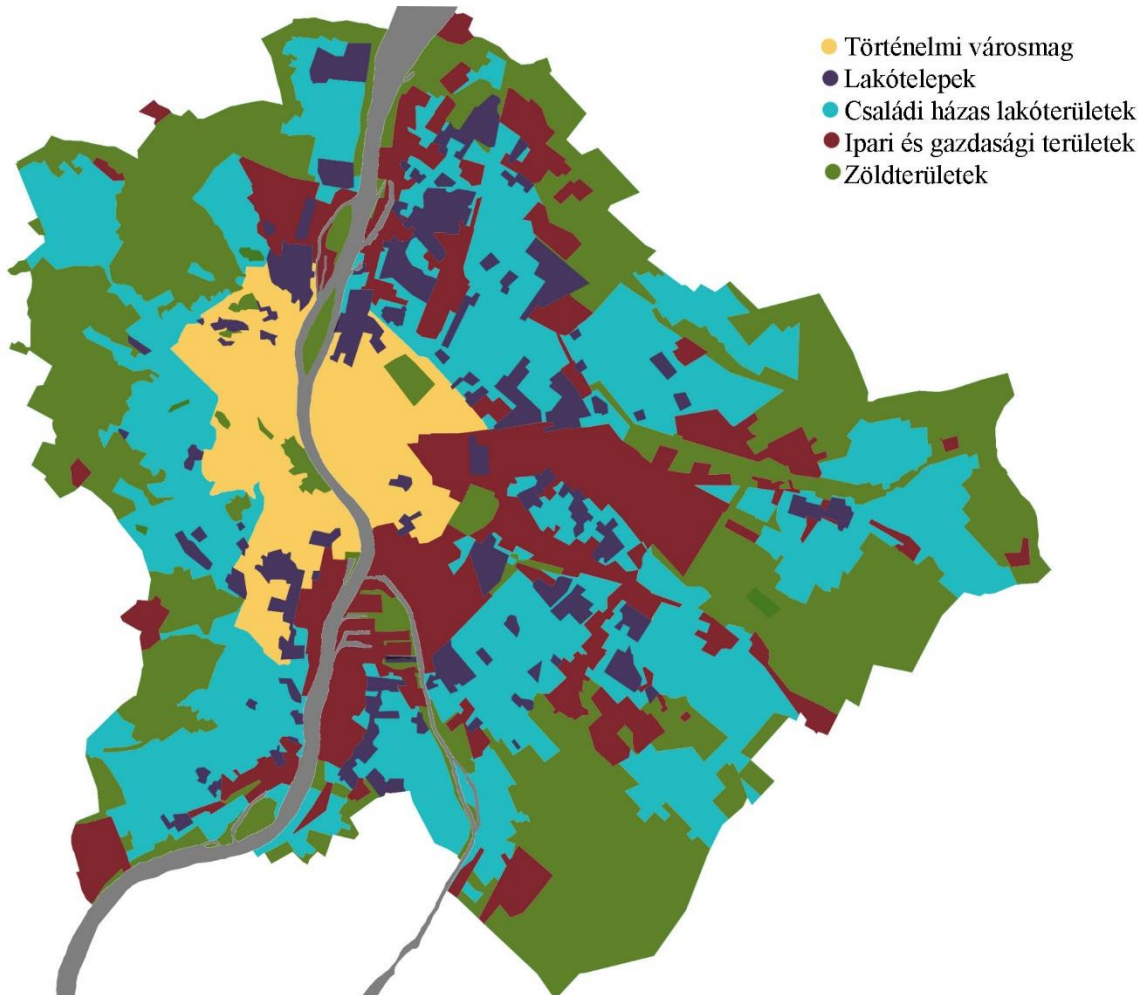 Történelmi városmag
Lakótelepek
Családi házas lakóterületek
Ipari és gazdasági területek
Zöldterületek